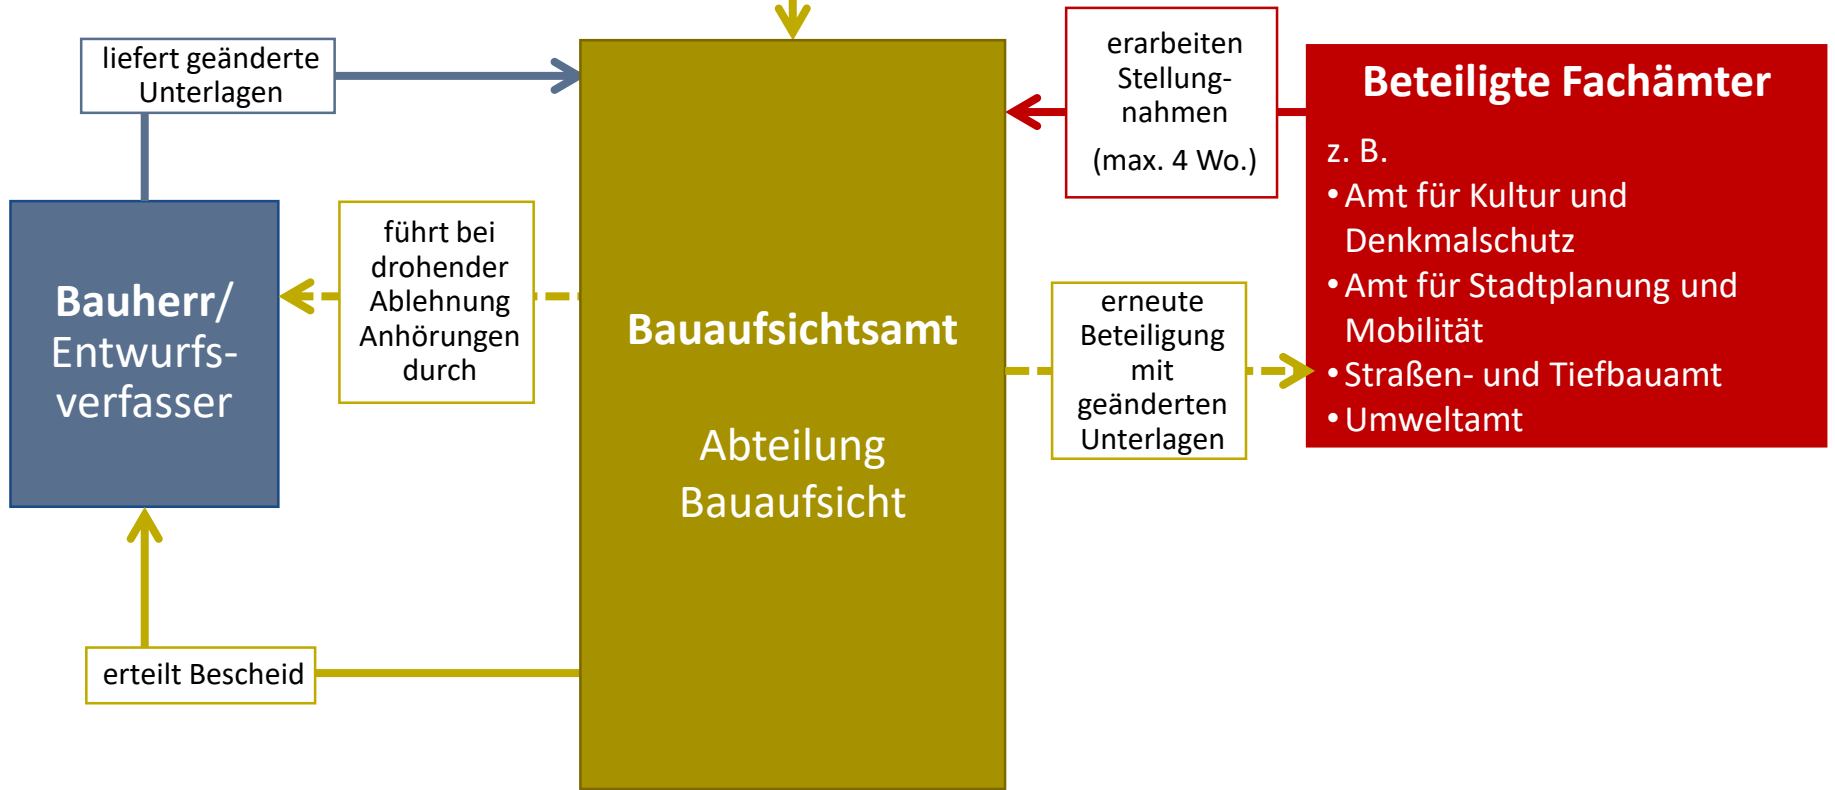 liefert geänderte
Unterlagen
Bauherr/
Entwurfs-
verfasser
führt bei
drohender
Ablehnung
Anhörungen
durch
erteilt Bescheid
Bauaufsichtsamt
Abteilung
Bauaufsicht
erarbeiten
Stellung-
nahmen
(max. 4 Wo.)
erneute
Beteiligung
mit
geänderten
Unterlagen
Beteiligte Fachämter
z. B.
• Amt für Kultur und
Denkmalschutz
• Amt für Stadtplanung und
Mobilität
• Straßen- und Tiefbauamt
• Umweltamt